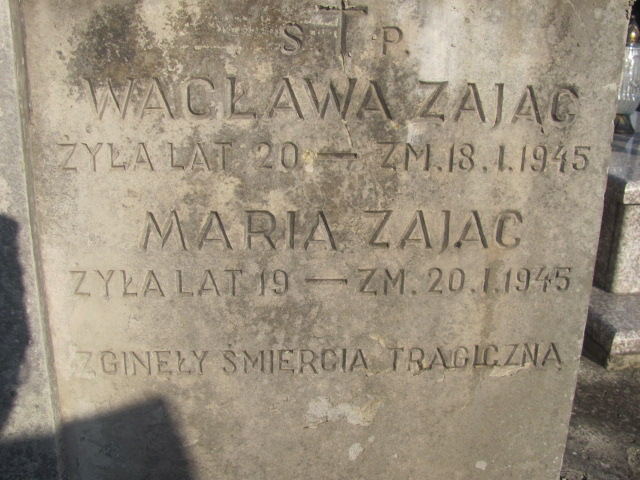 Ś. P.
WACŁAWA ZAJĄC
ŻYŁA LAT 20 — ZM. 18. I. 1945
MARIA ZAJĄC
ŻYŁA LAT 19 — ZM. 20. I. 1945
ZGINEŁY ŚMIERCIĄ TRAGICZNĄ